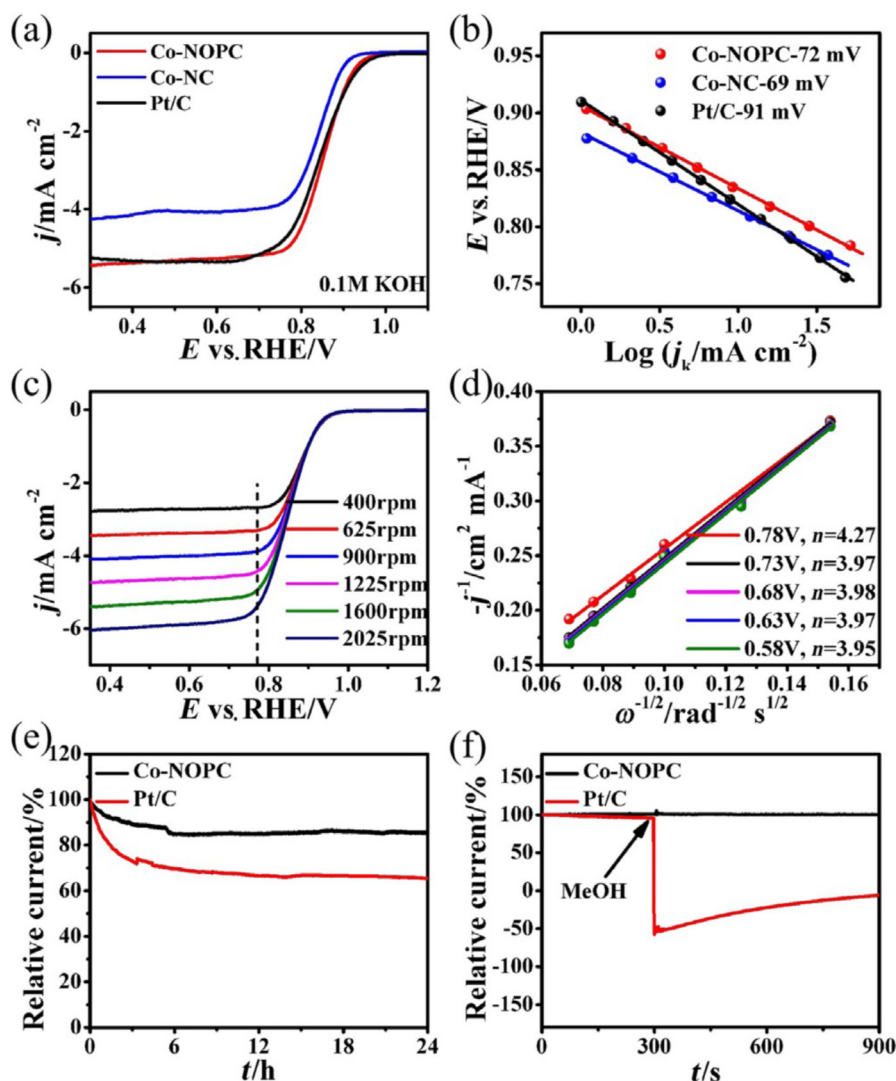 (a)
Co-NOPC
Co-NC
Pt/C
0.1M KOH
0
-2
-4
-6
j/mA cm-2
0.4 0.6 0.8 1.0
E vs.RHE/V
(b)
Co-NOPC-72 mV
Co-NC-69 mV
Pt/C-91 mV
0.95
0.90
0.85
0.80
0.75
E vs.RHE/V
0.0 0.5 1.0 1.5
Log (jk/mA cm-2)
(c)
400rpm
625rpm
900rpm
1225rpm
1600rpm
2025rpm
0
-2
-4
-6
j/mA cm-2
0.4 0.6 0.8 1.0 1.2
E vs.RHE/V
(d)
0.78V, n=4.27
0.73V, n=3.97
0.68V, n=3.98
0.63V, n=3.97
0.58V, n=3.95
0.40
0.35
0.30
0.25
0.20
0.15
-j-1/cm2 mA-1
0.06 0.08 0.10 0.12 0.14 0.16
ω-1/2/rad-1/2 s1/2
(e)
Co-NOPC
Pt/C
120
100
80
60
40
20
0
Relative current/%
0 6 12 18 24
t/h
(f)
Co-NOPC
Pt/C
MeOH
150
100
50
0
-50
-100
-150
Relative current/%
0 300 600 900
t/s